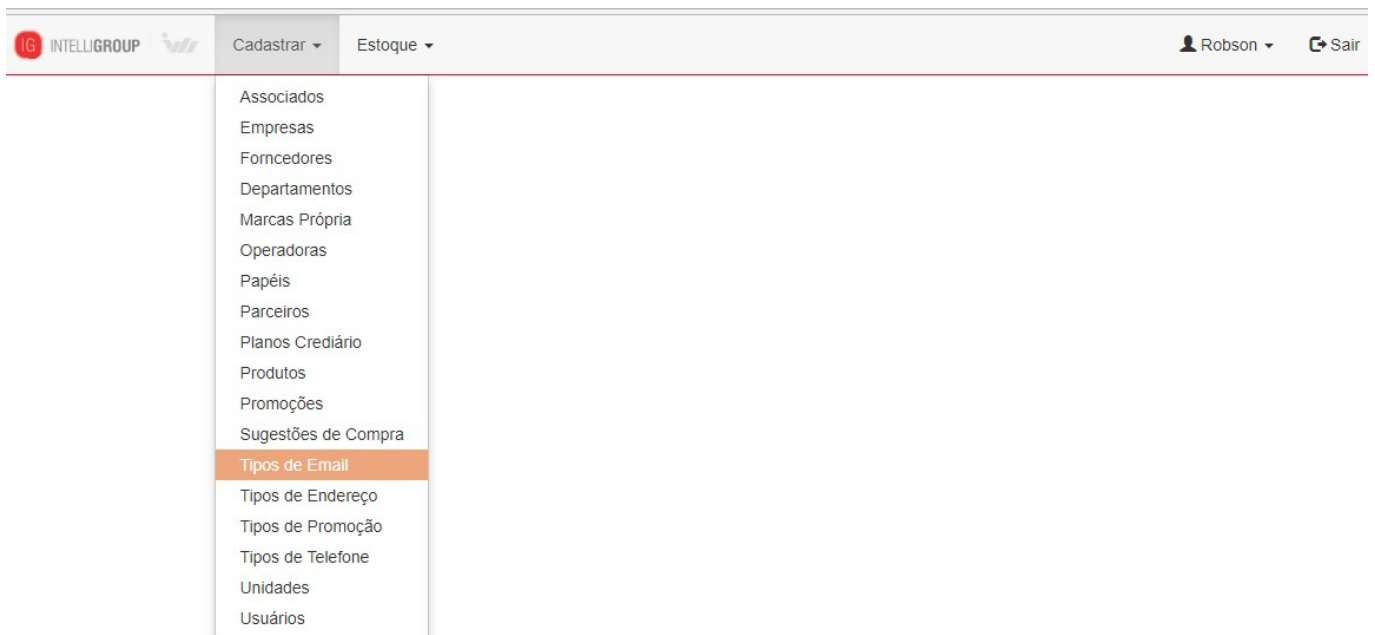 IG INTELLIGROUP Cadastrar Estoque Robson Sair
Associados
Empresas
Forncedores
Departamentos
Marcas Própria
Operadoras
Papéis
Parceiros
Planos Crediário
Produtos
Promoções
Sugestões de Compra
Tipos de Email
Tipos de Endereço
Tipos de Promoção
Tipos de Telefone
Unidades
Usuários